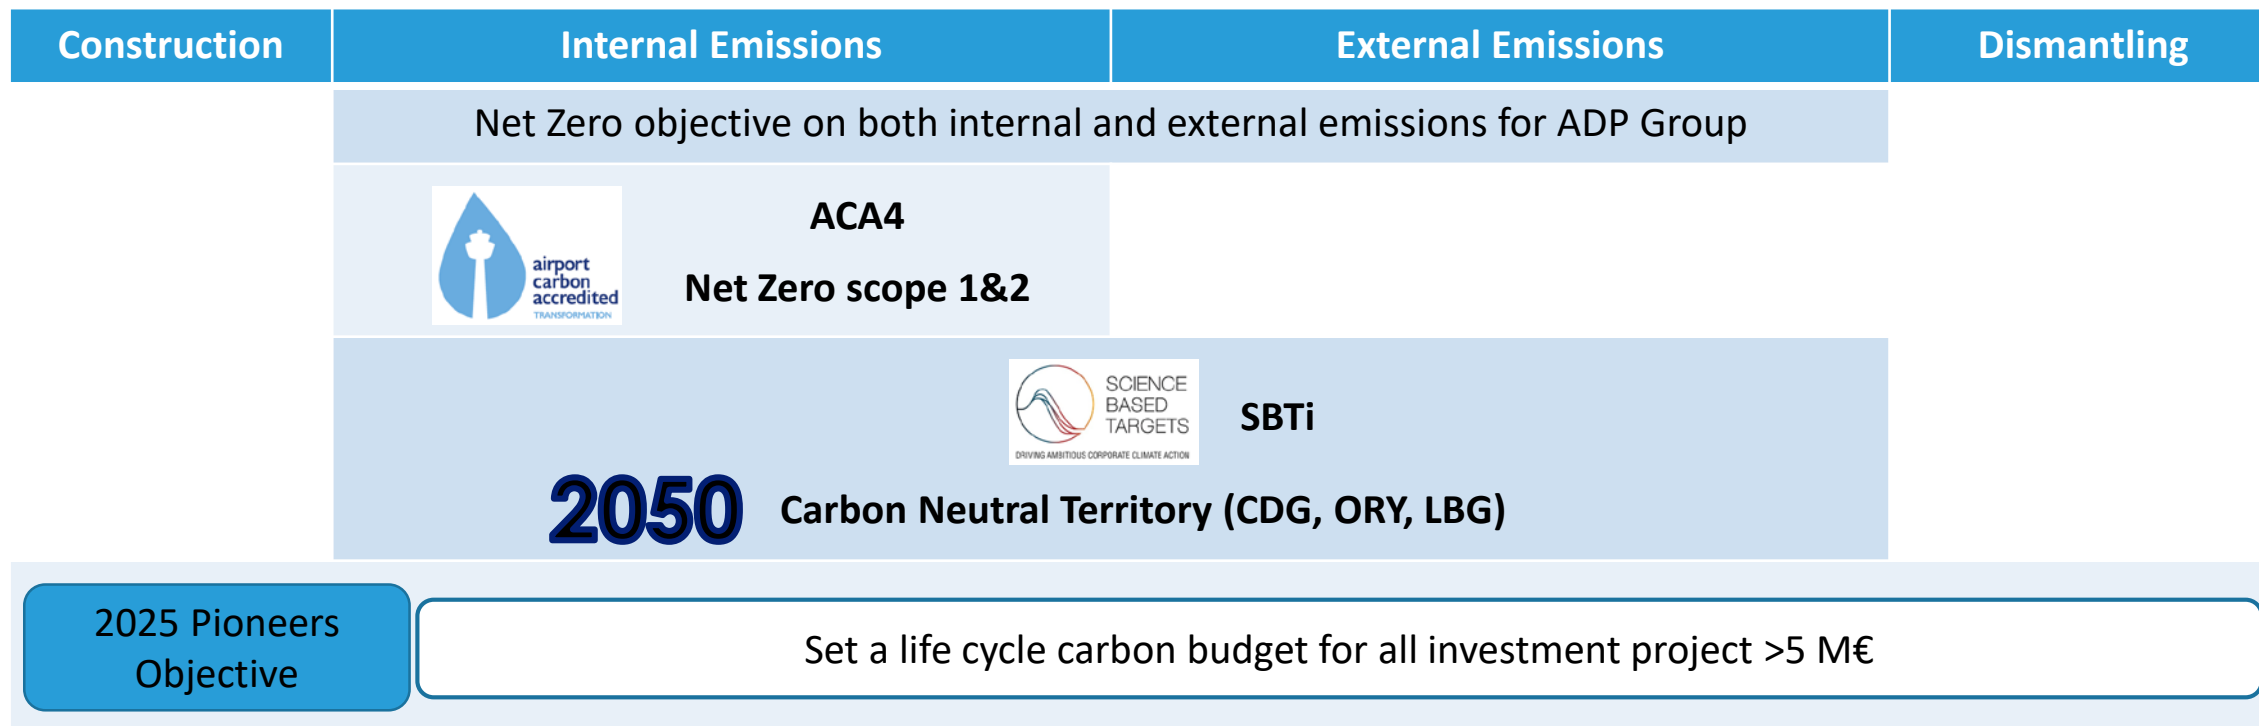 Construction
Internal Emissions
External Emissions
Dismantling
Net Zero objective on both internal and external emissions for ADP Group
airport
carbon
accredited
TRANSFORMATION
ACA4
Net Zero scope 1&2
SCIENCE
BASED
TARGETS
DRIVING AMBITIOUS CORPORATE CLIMATE ACTION
SBTi
2050
Carbon Neutral Territory (CDG, ORY, LBG)
2025 Pioneers
Objective
Set a life cycle carbon budget for all investment project >5 M€